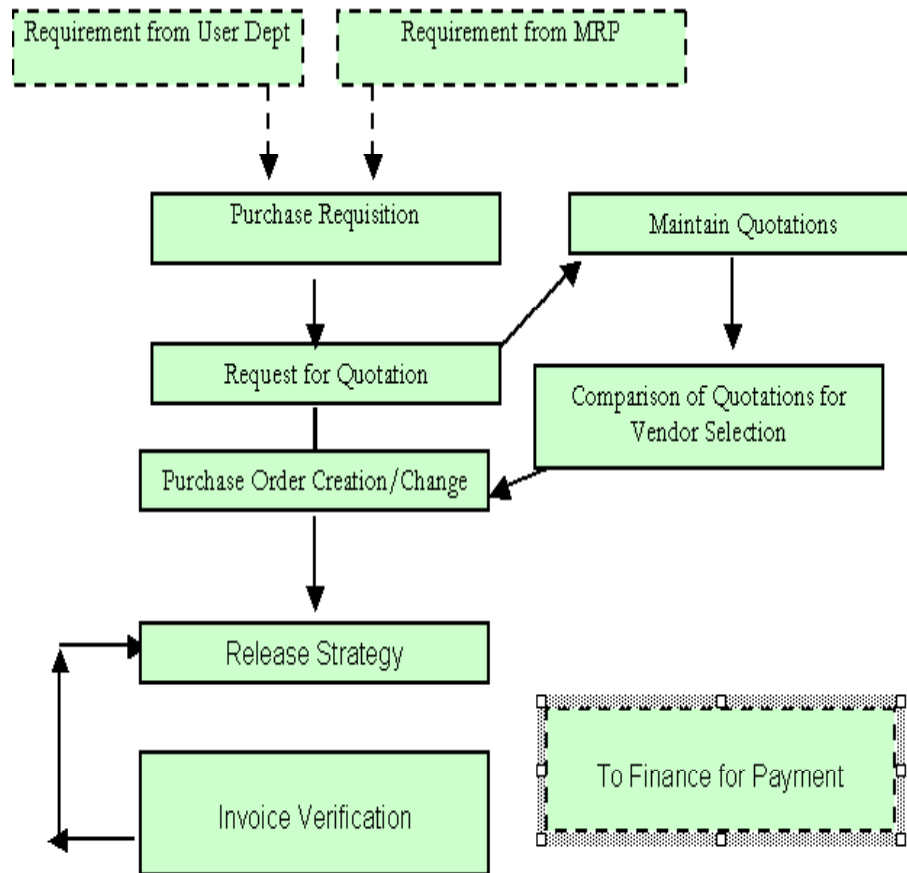 Requirement from User Dept
Requirement from MRP
Purchase Requisition
Maintain Quotations
Request for Quotation
Comparison of Quotations for
Vendor Selection
Purchase Order Creation/Change
Release Strategy
To Finance for Payment
Invoice Verification